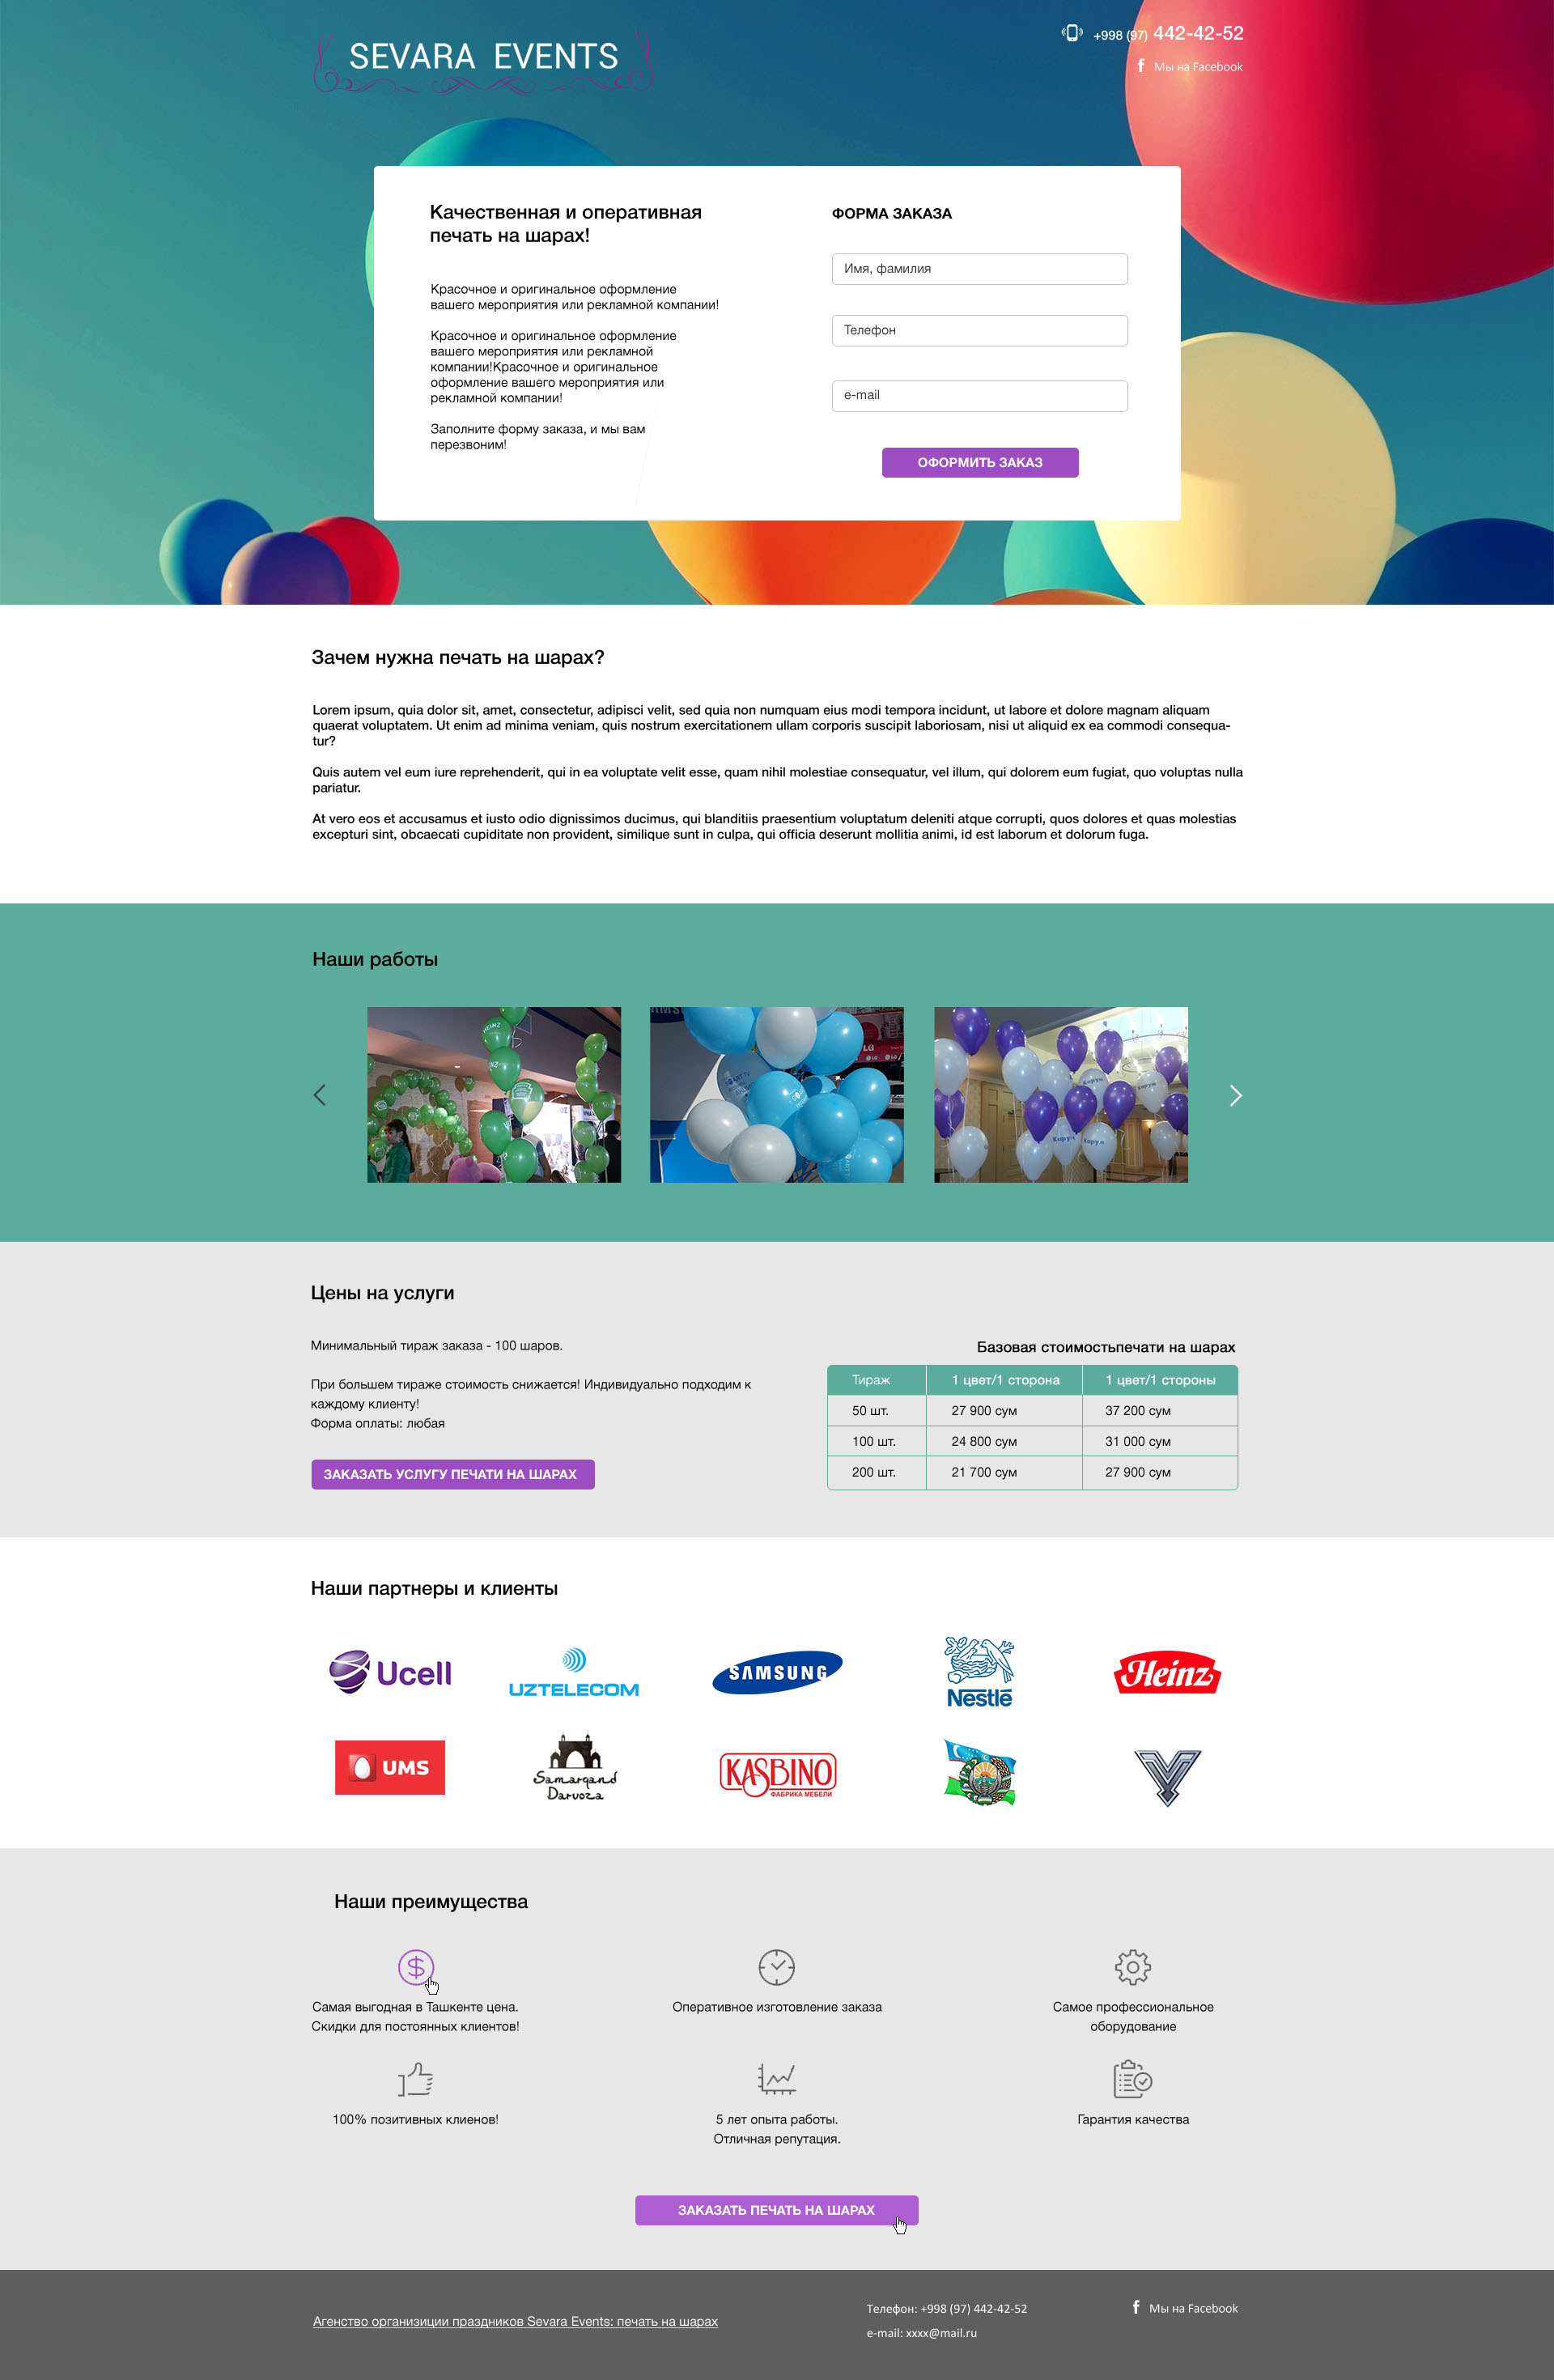 SEVARA EVENTS
+998 (97) 442-42-52
Мы на Facebook
Качественная и оперативная
печать на шарах!
Красочное и оригинальное оформление
вашего мероприятия или рекламной компании!
Красочное и оригинальное оформление
вашего мероприятия или рекламной
компании!Красочное и оригинальное
оформление вашего мероприятия или
рекламной компании!
Заполните форму заказа, и мы вам
перезвоним!
ФОРМА ЗАКАЗА
Имя, фамилия
Телефон
e-mail
ОФОРМИТЬ ЗАКАЗ
Зачем нужна печать на шарах?
Lorem ipsum, quia dolor sit, amet, consectetur, adipisci velit, sed quia non numquam eius modi tempora incidunt, ut labore et dolore magnam aliquam
quaerat voluptatem. Ut enim ad minima veniam, quis nostrum exercitationem ullam corporis suscipit laboriosam, nisi ut aliquid ex ea commodi consequa-
tur?
Quis autem vel eum iure reprehenderit, qui in ea voluptate velit esse, quam nihil molestiae consequatur, vel illum, qui dolorem eum fugiat, quo voluptas nulla
pariatur.
At vero eos et accusamus et iusto odio dignissimos ducimus, qui blanditiis praesentium voluptatum deleniti atque corrupti, quos dolores et quas molestias
excepturi sint, obcaecati cupiditate non provident, similique sunt in culpa, qui officia deserunt mollitia animi, id est laborum et dolorum fuga.
Наши работы
HEINZ
LG
Корзун
Цены на услуги
Минимальный тираж заказа - 100 шаров.
При большем тираже стоимость снижается! Индивидуально подходим к
каждому клиенту!
Форма оплаты: любая
ЗАКАЗАТЬ УСЛУГУ ПЕЧАТИ НА ШАРАХ
Базовая стоимостьпечати на шарах
Тираж 1 цвет/1 сторона 1 цвет/1 стороны
50 шт. 27 900 сум 37 200 сум
100 шт. 24 800 сум 31 000 сум
200 шт. 21 700 сум 27 900 сум
Наши партнеры и клиенты
Ucell
UZTELECOM
SAMSUNG
Nestlé
Heinz
UMS
Samarqand
Darvoza
KASBINO
ФАБРИКА МЕБЕЛИ
Наши преимущества
Самая выгодная в Ташкенте цена.
Скидки для постоянных клиентов!
Оперативное изготовление заказа
Самое профессиональное
оборудование
100% позитивных клиенов!
5 лет опыта работы.
Отличная репутация.
Гарантия качества
ЗАКАЗАТЬ ПЕЧАТЬ НА ШАРАХ
Агенство организиции праздников Sevara Events: печать на шарах
Телефон: +998 (97) 442-42-52
e-mail: xxxx@mail.ru
Мы на Facebook